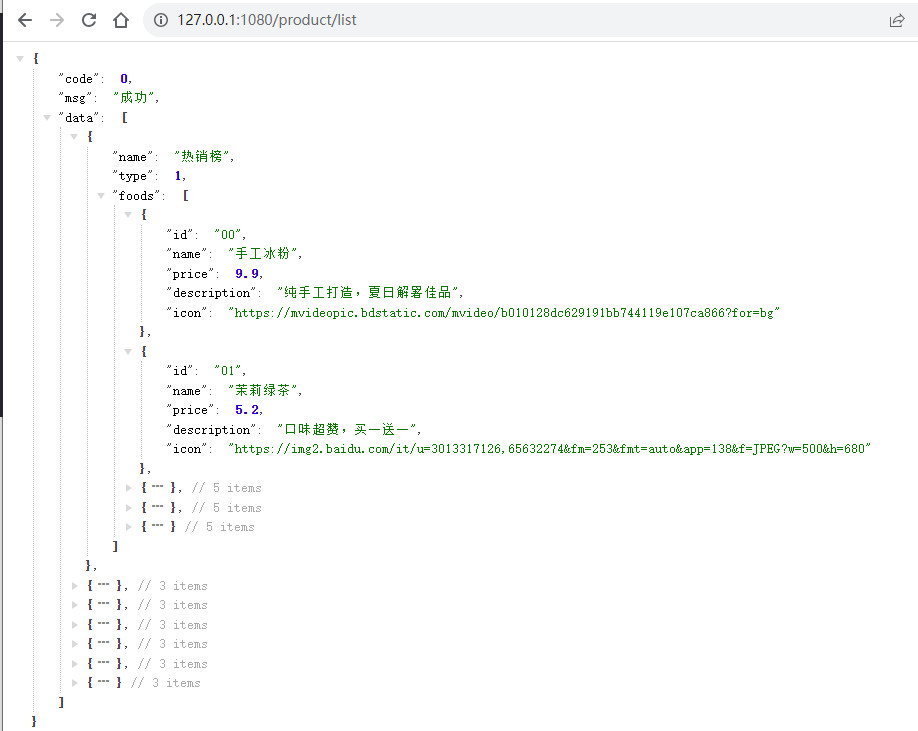 127.0.0.1:1080/product/list
{
"code": 0,
"msg": "成功",
"data": [
{
"name": "热销榜",
"type": 1,
"foods": [
{
"id": "00",
"name": "手工冰粉",
"price": 9.9,
"description": "纯手工打造，夏日解署佳品",
"icon": "https://mvideopic.bdstatic.com/mvideo/b010128dc629191bb744119e107ca866?for=bg"
},
{
"id": "01",
"name": "茉莉绿茶",
"price": 5.2,
"description": "口味超赞，买一送一",
"icon": "https://img2.baidu.com/it/u=3013317126,65632274&fm=253&fmt=auto&app=138&f=JPEG?w=500&h=680"
},
{ ··· }, // 5 items
{ ··· }, // 5 items
{ ··· } // 5 items
]
},
{ ··· }, // 3 items
{ ··· }, // 3 items
{ ··· }, // 3 items
{ ··· }, // 3 items
{ ··· }, // 3 items
{ ··· } // 3 items
]
}